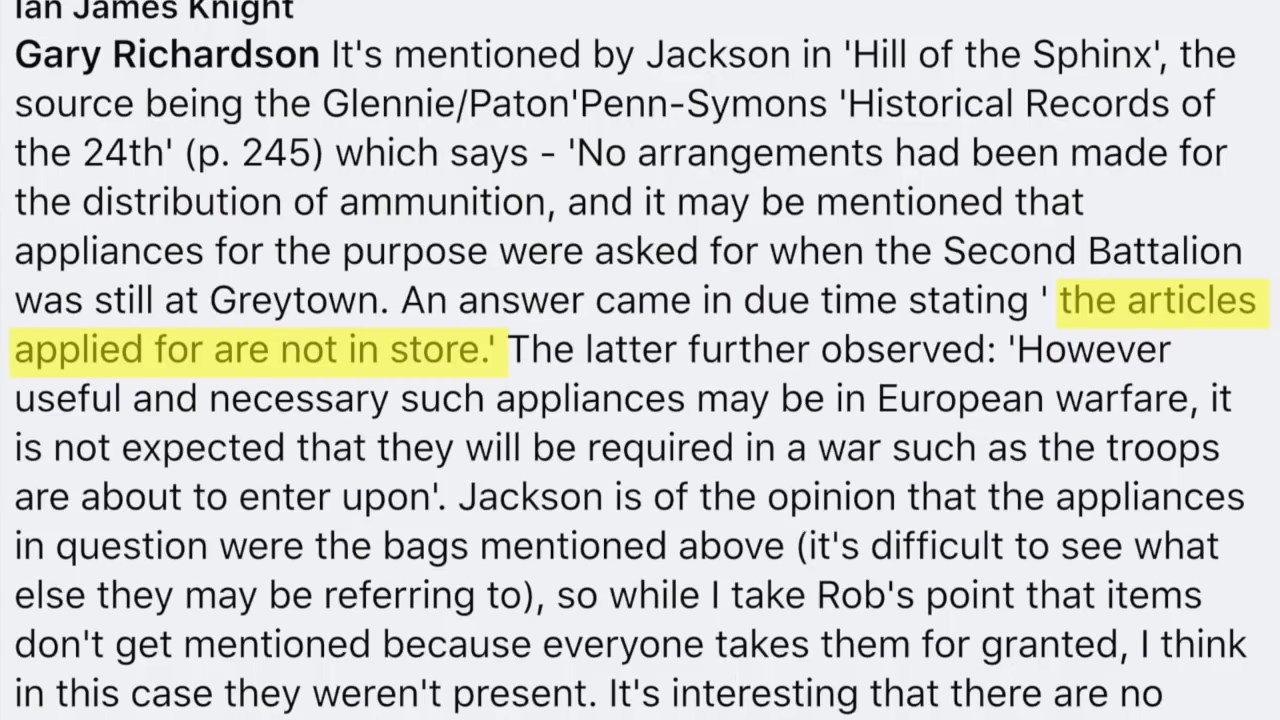 Ian James Knight
Gary Richardson It's mentioned by Jackson in 'Hill of the Sphinx', the
source being the Glennie/Paton'Penn-Symons 'Historical Records of
the 24th' (p. 245) which says - 'No arrangements had been made for
the distribution of ammunition, and it may be mentioned that
appliances for the purpose were asked for when the Second Battalion
was still at Greytown. An answer came in due time stating ' the articles
applied for are not in store.' The latter further observed: 'However
useful and necessary such appliances may be in European warfare, it
is not expected that they will be required in a war such as the troops
are about to enter upon'. Jackson is of the opinion that the appliances
in question were the bags mentioned above (it's difficult to see what
else they may be referring to), so while I take Rob's point that items
don't get mentioned because everyone takes them for granted, I think
in this case they weren't present. It's interesting that there are no